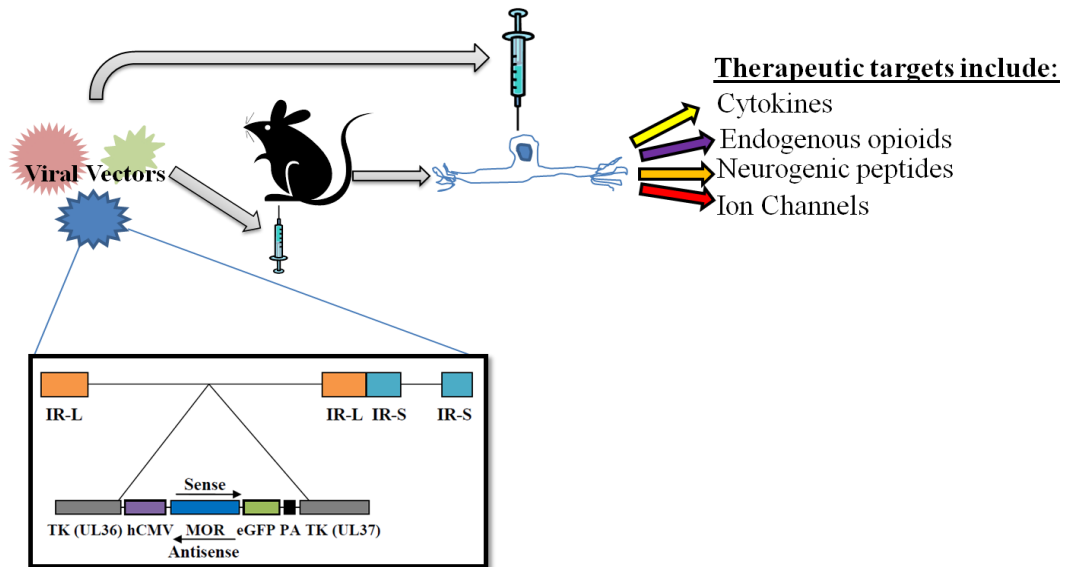 Therapeutic targets include:
Cytokines
Endogenous opioids
Neurogenic peptides
Ion Channels
Viral Vectors
IR-L IR-L IR-S IR-S
Sense
TK (UL36) hCMV MOR eGFP PA TK (UL37)
Antisense